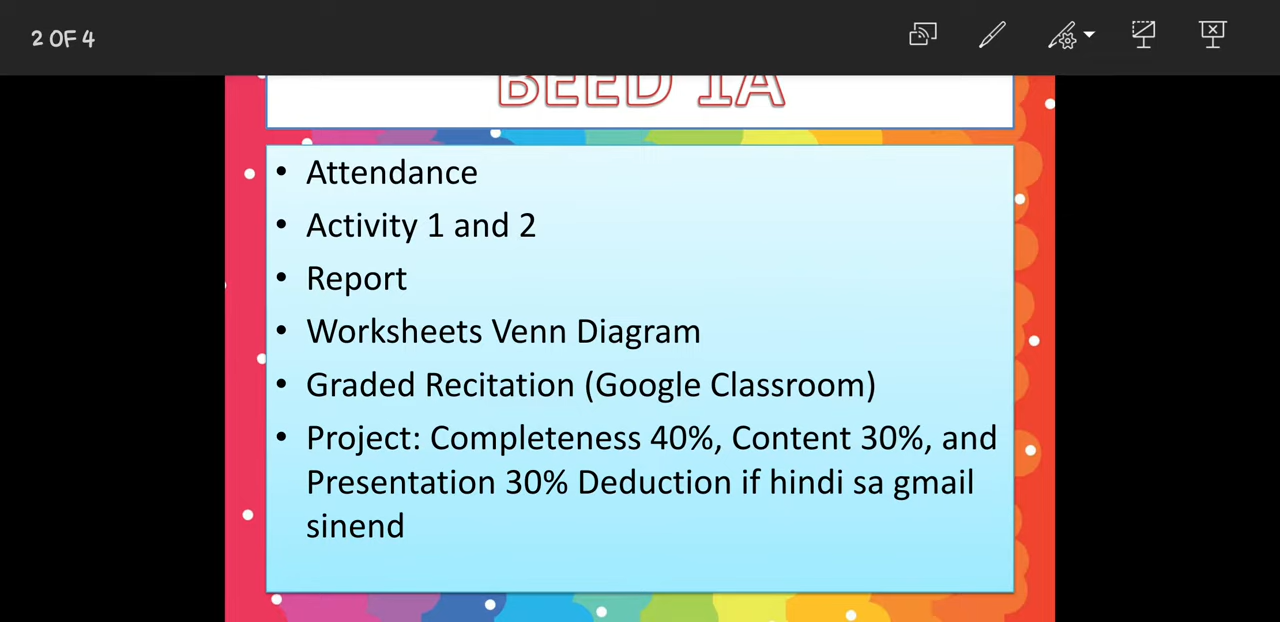 2 OF 4
BEED IA
• Attendance
• Activity 1 and 2
• Report
• Worksheets Venn Diagram
• Graded Recitation (Google Classroom)
• Project: Completeness 40%, Content 30%, and
Presentation 30% Deduction if hindi sa gmail
sinend